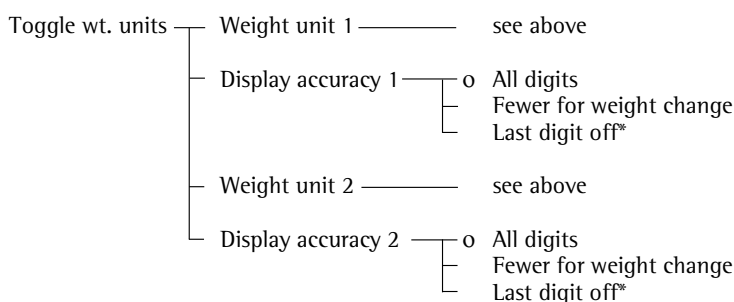 Toggle wt. units Weight unit 1 see above
Display accuracy 1 o All digits
Fewer for weight change
Last digit off*
Weight unit 2 see above
Display accuracy 2 o All digits
Fewer for weight change
Last digit off*